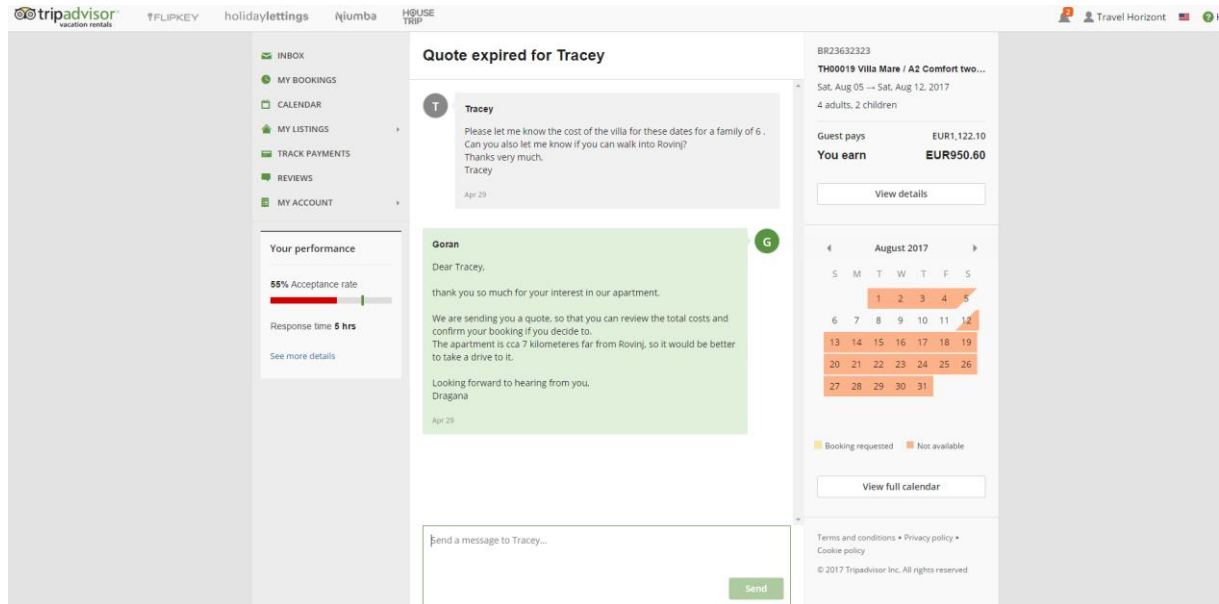 tripadvisor
vacation rentals
FLIPKEY
holidaylettings
Niumba
HOUSE
TRIP
2
Travel Horizont
INBOX
MY BOOKINGS
CALENDAR
MY LISTINGS
TRACK PAYMENTS
REVIEWS
MY ACCOUNT
Your performance
55% Acceptance rate
Response time 5 hrs
See more details
Quote expired for Tracey
T
Tracey
Please let me know the cost of the villa for these dates for a family of 6 .
Can you also let me know if you can walk into Rovinj?
Thanks very much,
Tracey
Apr 29
G
Goran
Dear Tracey,
thank you so much for your interest in our apartment.
We are sending you a quote, so that you can review the total costs and
confirm your booking if you decide to.
The apartment is cca 7 kilometeres far from Rovinj, so it would be better
to take a drive to it.
Looking forward to hearing from you,
Dragana
Apr 29
Send a message to Tracey...
Send
BR23632323
TH00019 Villa Mare / A2 Comfort two...
Sat, Aug 05 → Sat, Aug 12, 2017
4 adults, 2 children
Guest pays EUR1,122.10
You earn EUR950.60
View details
August 2017
S M T W T F S
1 2 3 4 5
6 7 8 9 10 11 12
13 14 15 16 17 18 19
20 21 22 23 24 25 26
27 28 29 30 31
Booking requested Not available
View full calendar
Terms and conditions • Privacy policy •
Cookie policy
© 2017 Tripadvisor Inc. All rights reserved